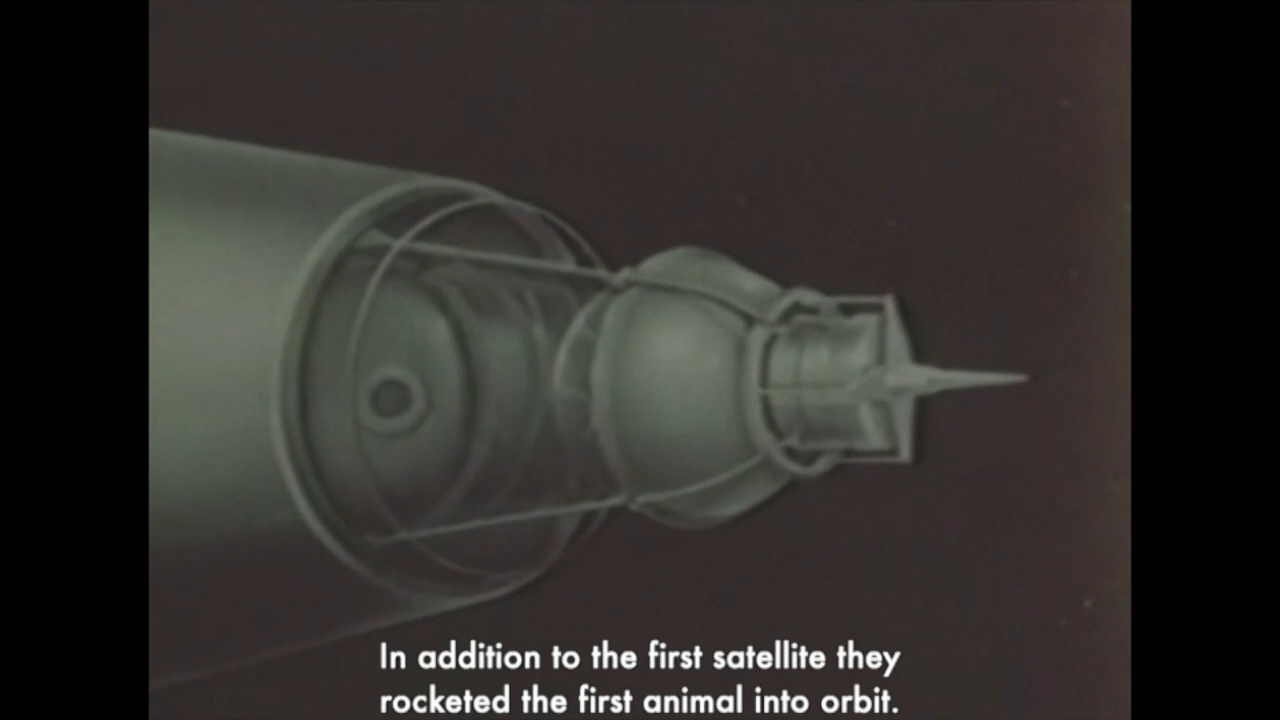 In addition to the first satellite they
rocketed the first animal into orbit.